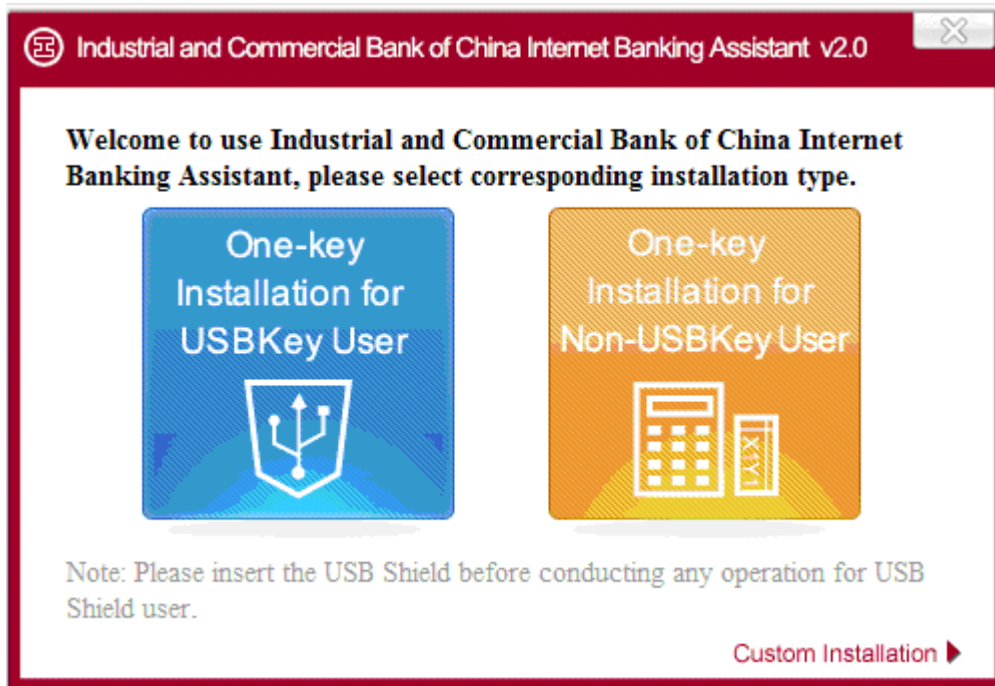 Industrial and Commercial Bank of China Internet Banking Assistant v2.0
Welcome to use Industrial and Commercial Bank of China Internet
Banking Assistant, please select corresponding installation type.
One-key
Installation for
USBKey User
One-key
Installation for
Non-USBKey User
X1Y1
Note: Please insert the USB Shield before conducting any operation for USB
Shield user.
Custom Installation